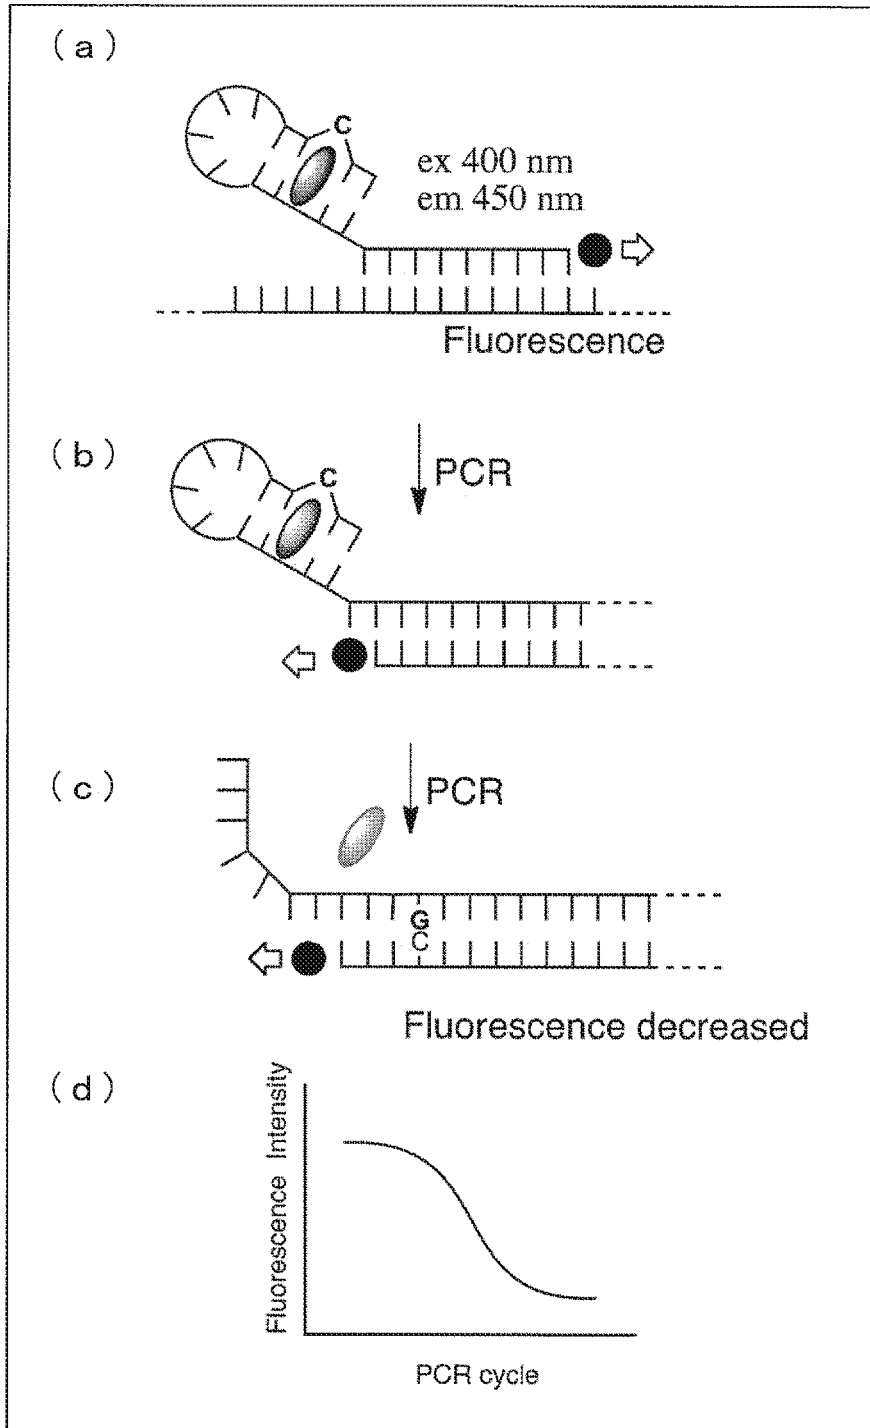 (a)
C
ex 400 nm
em 450 nm
Fluorescence
(b)
C
PCR
(c)
PCR
G
C
Fluorescence decreased
(d)
Fluorescence Intensity
PCR cycle